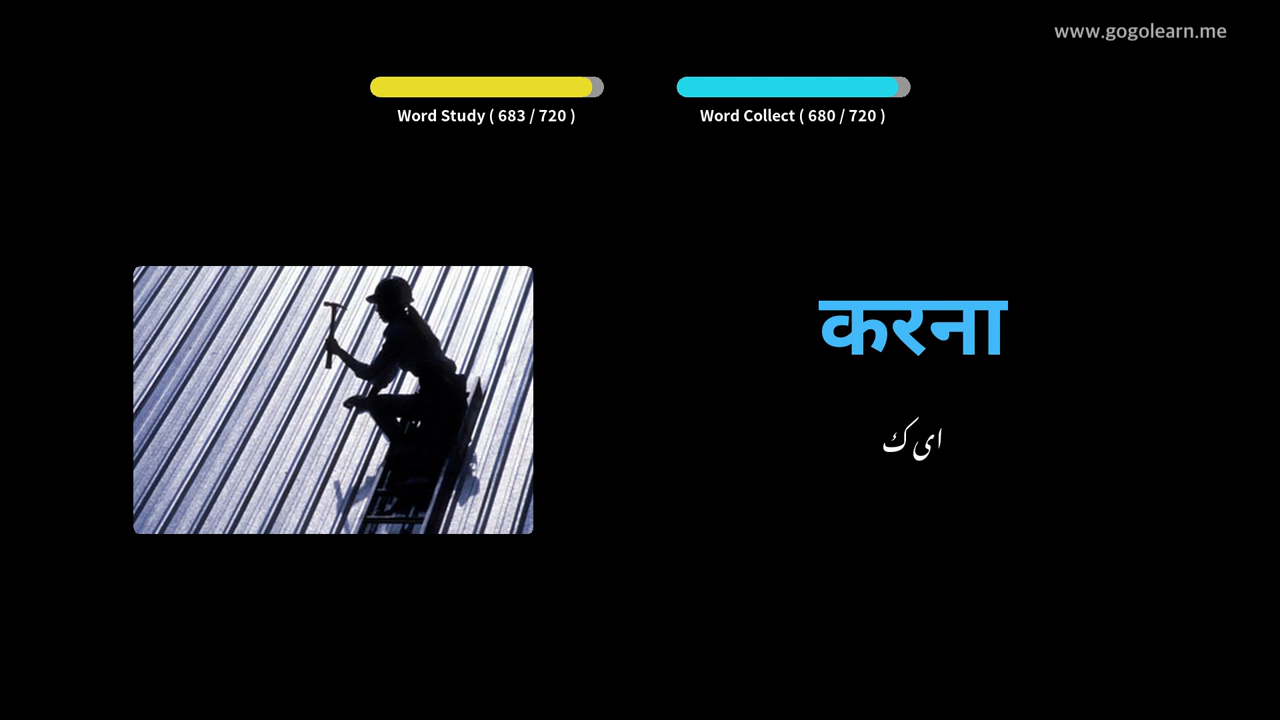 www.gogolearn.me
Word Study ( 683 / 720 )
Word Collect ( 680 / 720 )
करना
ای ک